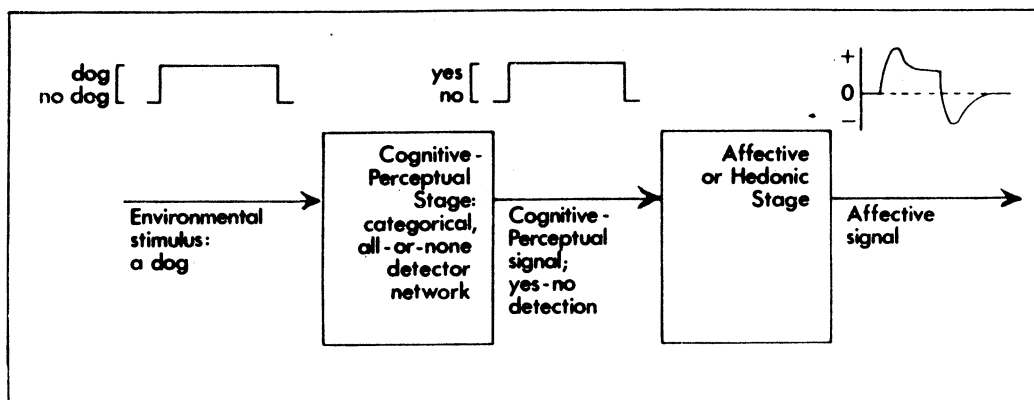 dog
no dog
yes
no
+
0
–
Cognitive-
Perceptual
Stage:
categorical,
all-or-none
detector
network
Affective
or Hedonic
Stage
Environmental
stimulus:
a dog
Cognitive-
Perceptual
signal;
yes-no
detection
Affective
signal